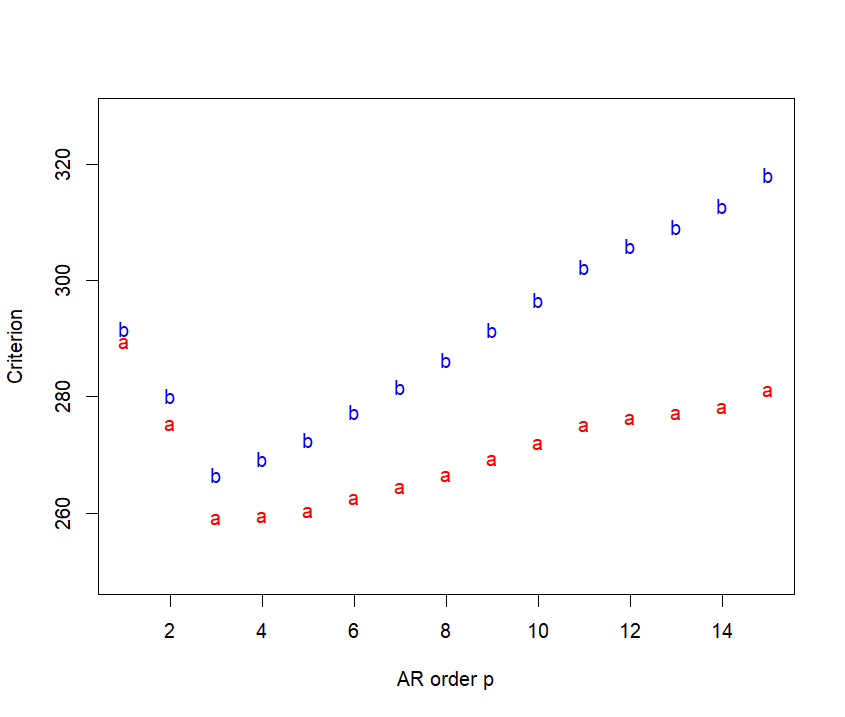 320
300
280
260
Criterion
b b b b b b b b b b b b b b b
a a a a a a a a a a a a a a a
2 4 6 8 10 12 14
AR order p